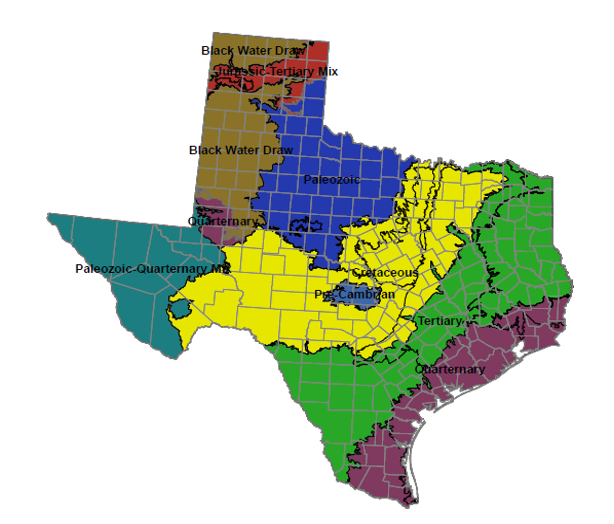 Black Water Draw
Jurassic-Tertiary Mix
Black Water Draw
Paleozoic
Quarternary
Paleozoic-Quarternary Mix
Cretaceous
Pre-Cambrian
Tertiary
Quarternary